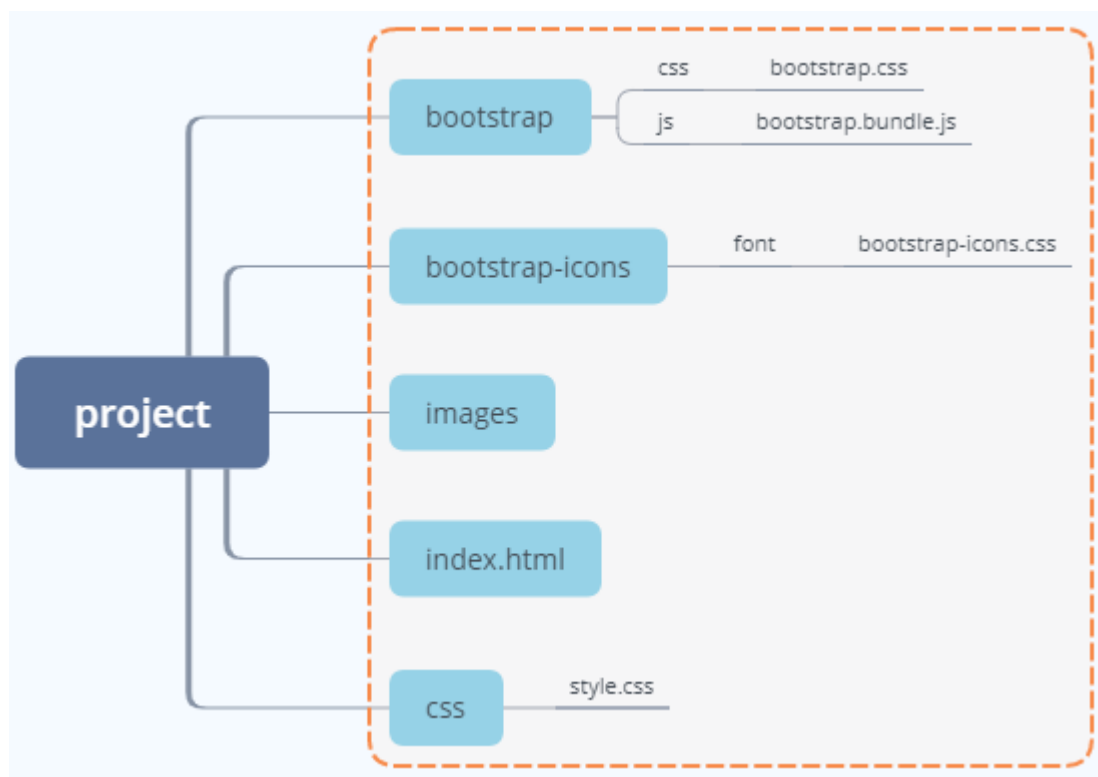 project
bootstrap
css bootstrap.css
js bootstrap.bundle.js
bootstrap-icons
font bootstrap-icons.css
images
index.html
css
style.css